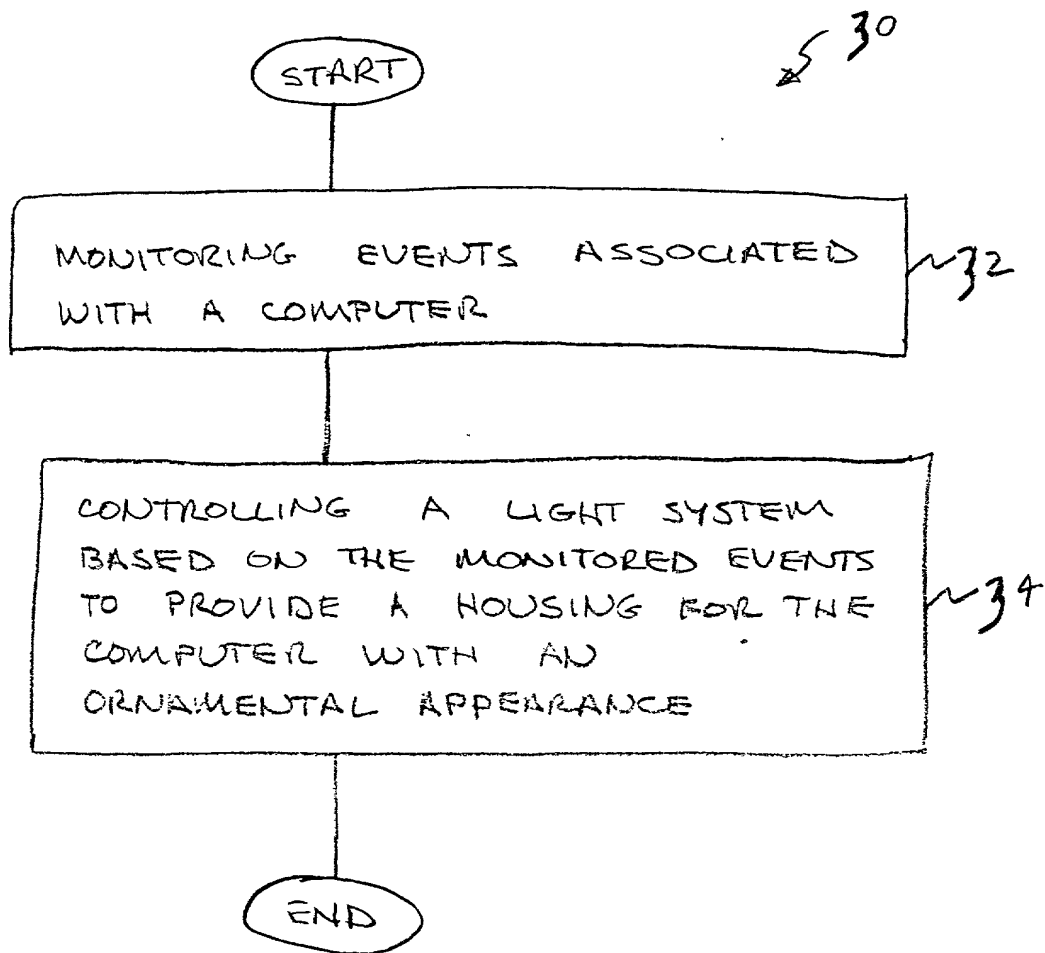 30
START
MONITORING EVENTS ASSOCIATED
WITH A COMPUTER
32
CONTROLLING A LIGHT SYSTEM
BASED ON THE MONITORED EVENTS
TO PROVIDE A HOUSING FOR THE
COMPUTER WITH AN
ORNAMENTAL APPEARANCE
34
END